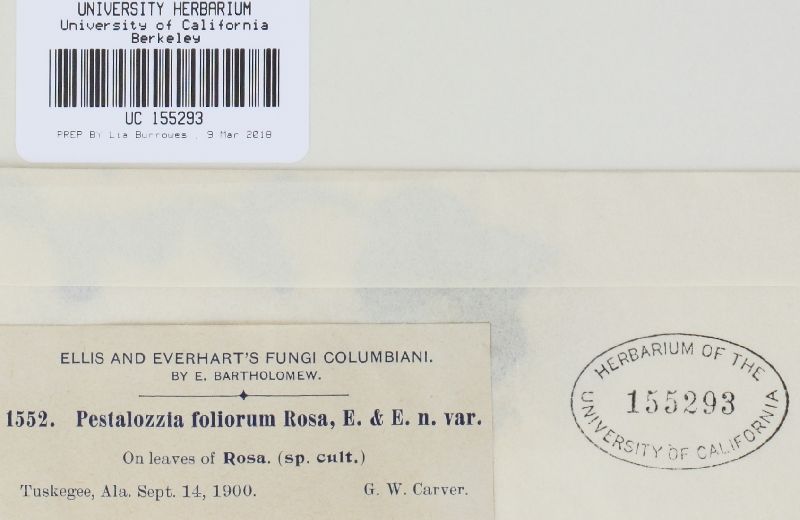 UNIVERSITY HERBARIUM
University of California
Berkeley
UC 155293
PREP BY Lia Burrowes , 9 Mar 2018
ELLIS AND EVERHART'S FUNGI COLUMBIANI.
BY E. BARTHOLOMEW.
1552. Pestalozzia foliorum Rosa, E. & E. n. var.
On leaves of Rosa. (sp. cult.)
Tuskegee, Ala. Sept. 14, 1900. G. W. Carver.
HERBARIUM OF THE
155293
UNIVERSITY OF CALIFORNIA